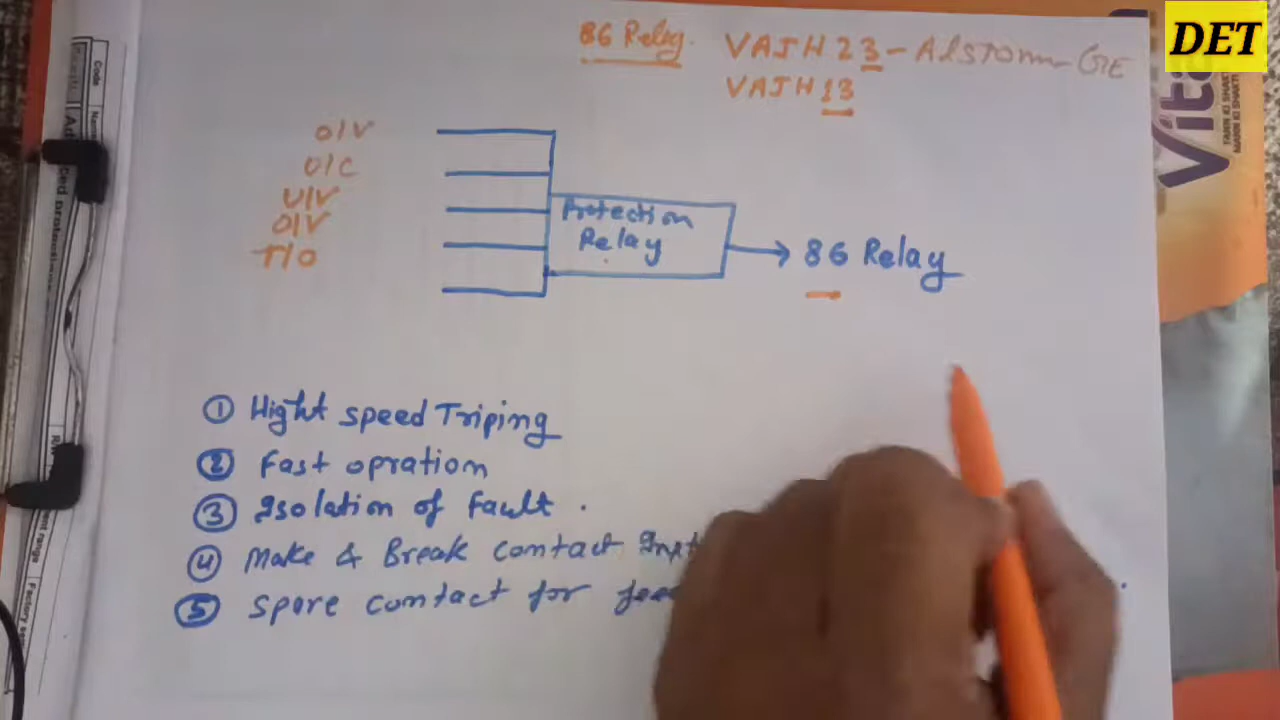 86 Relay. VAJH 23 - Alstom - GE
VAJH 13
DET
O/V
O/C
U/V
O/V
T/O
Protection
Relay
86 Relay
① Hight speed Triping
② Fast opration
③ Isolation of fault.
④ Make & Break contact
⑤ Spare contact for